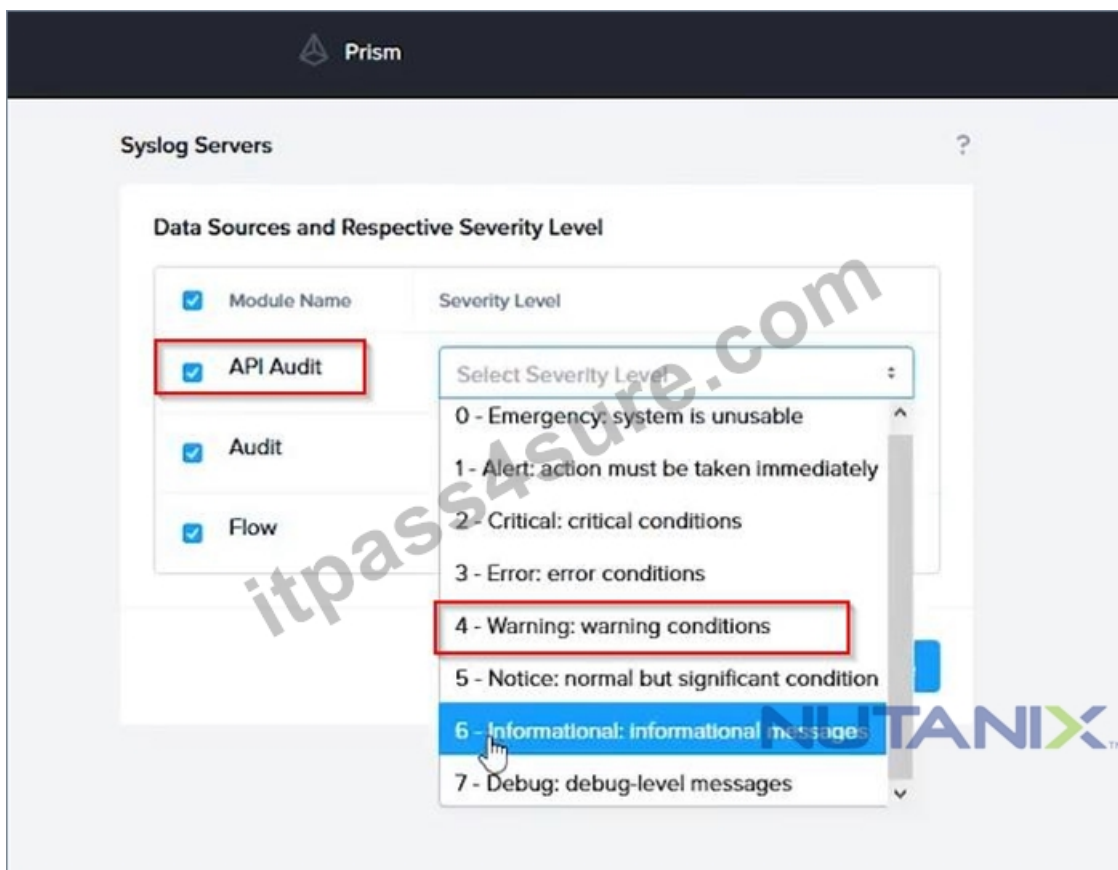 Prism
Syslog Servers
?
Data Sources and Respective Severity Level
Module Name Severity Level
API Audit Select Severity Level
0 - Emergency: system is unusable
Audit
1 - Alert: action must be taken immediately
2 - Critical: critical conditions
Flow
3 - Error: error conditions
4 - Warning: warning conditions
5 - Notice: normal but significant condition
6 - Informational: informational messages
7 - Debug: debug-level messages
itpass4sure.com
NUTANIX™